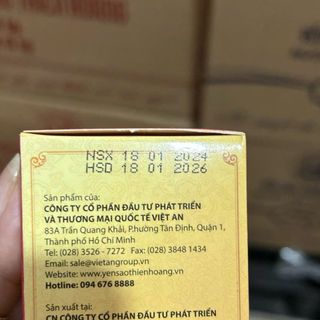 NSX 18 01 2024
HSD 18 01 2026
Sản phẩm của:
CÔNG TY CỔ PHẦN ĐẦU TƯ PHÁT TRIỂN
VÀ THƯƠNG MẠI QUỐC TẾ VIỆT AN
83A Trần Quang Khải, Phường Tân Định, Quận 1,
Thành phố Hồ Chí Minh
Tel: (028) 3526 - 7272 Fax: (028) 3848 1434
Email: sale@vietangroup.vn
Website: www.yensaothienhoang.vn
Hotline: 094 676 8888
Sản xuất tại:
CN CÔNG TY CỔ PHẦN ĐẦU TƯ PHÁT TRIỂN